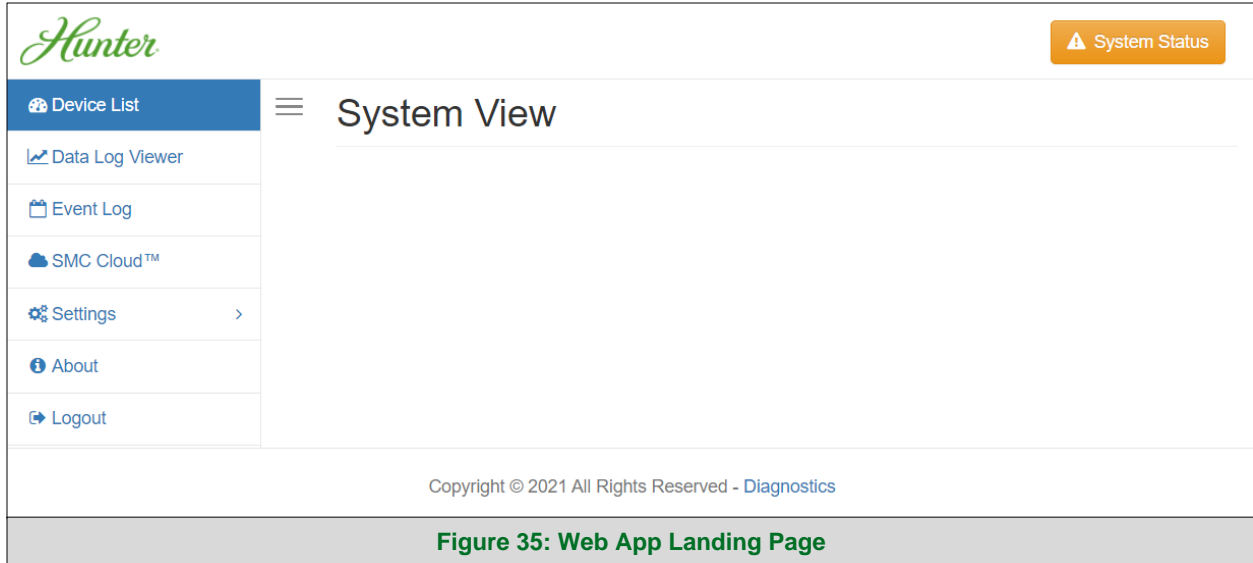 Hunter
System Status
Device List
System View
Data Log Viewer
Event Log
SMC Cloud™
Settings
About
Logout
Copyright © 2021 All Rights Reserved - Diagnostics
Figure 35: Web App Landing Page